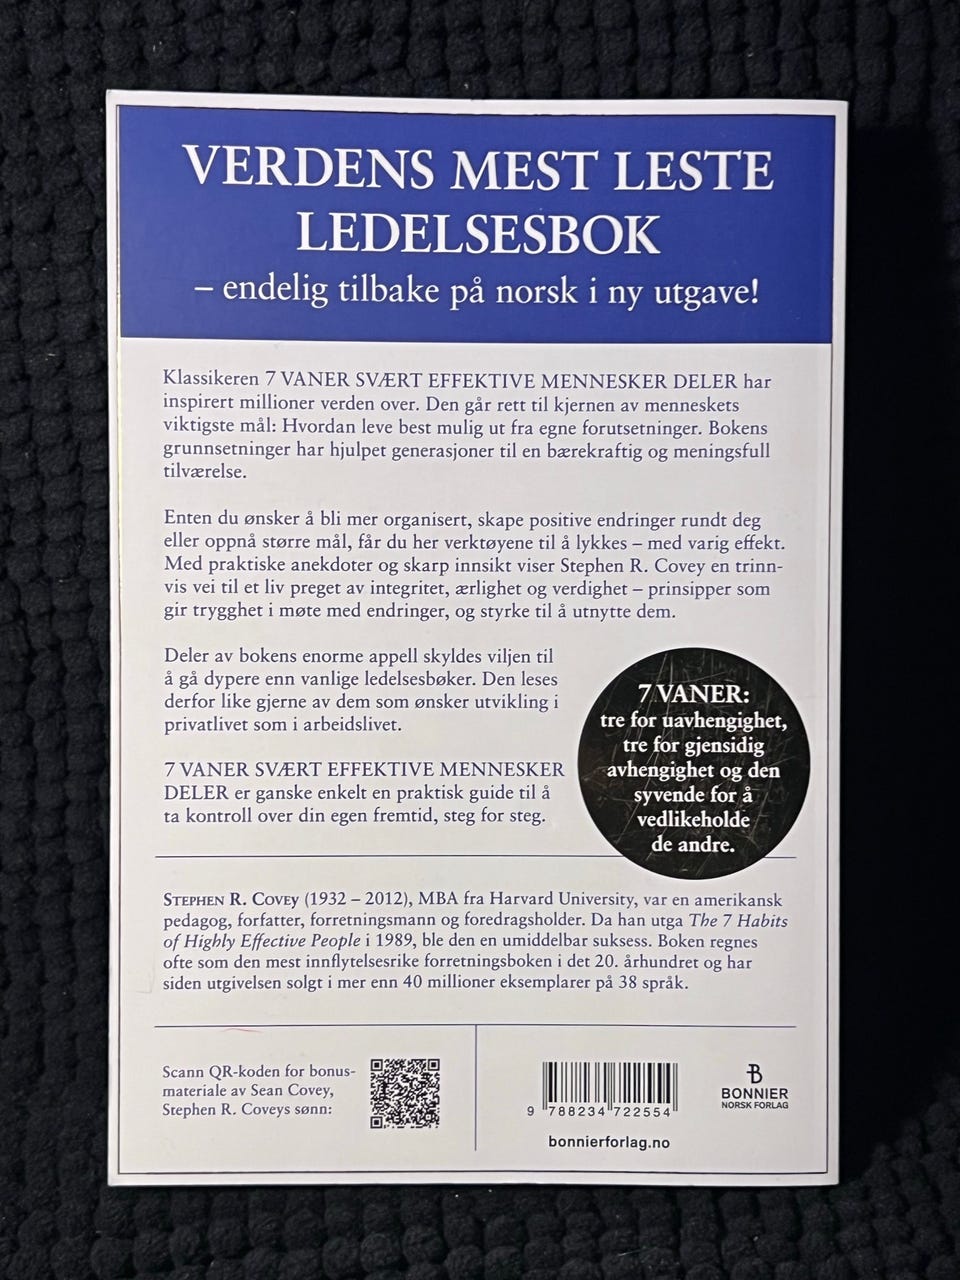 VERDENS MEST LESTE
LEDELSESBOK
– endelig tilbake på norsk i ny utgave!
Klassikeren 7 VANER SVÆRT EFFEKTIVE MENNESKER DELER har
inspirert millioner verden over. Den går rett til kjernen av menneskets
viktigste mål: Hvordan leve best mulig ut fra egne forutsetninger. Bokens
grunnsetninger har hjulpet generasjoner til en bærekraftig og meningsfull
tilværelse.
Enten du ønsker å bli mer organisert, skape positive endringer rundt deg
eller oppnå større mål, får du her verktøyene til å lykkes – med varig effekt.
Med praktiske anekdoter og skarp innsikt viser Stephen R. Covey en trinn-
vis vei til et liv preget av integritet, ærlighet og verdighet – prinsipper som
gir trygghet i møte med endringer, og styrke til å utnytte dem.
Deler av bokens enorme appell skyldes viljen til
å gå dypere enn vanlige ledelsesbøker. Den leses
derfor like gjerne av dem som ønsker utvikling i
privatlivet som i arbeidslivet.
7 VANER SVÆRT EFFEKTIVE MENNESKER
DELER er ganske enkelt en praktisk guide til å
ta kontroll over din egen fremtid, steg for steg.
7 VANER:
tre for uavhengighet,
tre for gjensidig
avhengighet og den
syvende for å
vedlikeholde
de andre.
STEPHEN R. COVEY (1932 – 2012), MBA fra Harvard University, var en amerikansk
pedagog, forfatter, forretningsmann og foredragsholder. Da han utga The 7 Habits
of Highly Effective People i 1989, ble den en umiddelbar suksess. Boken regnes
ofte som den mest innflytelsesrike forretningsboken i det 20. århundret og har
siden utgivelsen solgt i mer enn 40 millioner eksemplarer på 38 språk.
Scann QR-koden for bonus-
materiale av Sean Covey,
Stephen R. Coveys sønn:
9 788234 722554
bonnierforlag.no
B
BONNIER
NORSK FORLAG